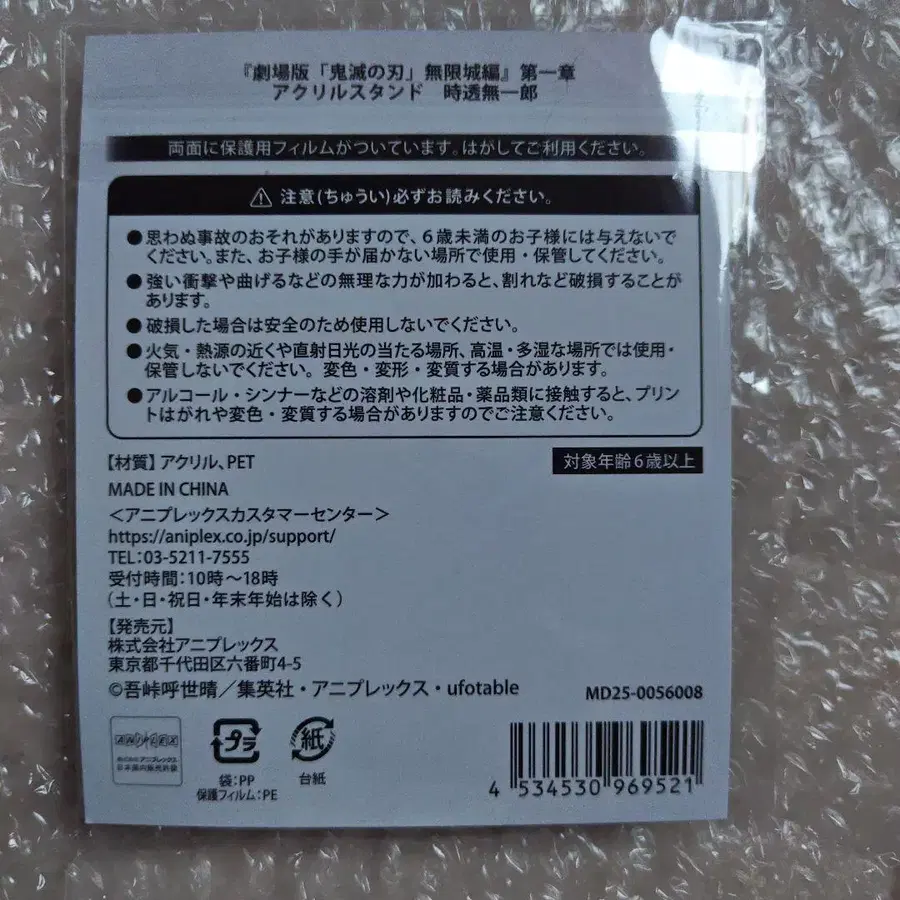 『劇場版「鬼滅の刃」無限城編』第一章
アクリルスタンド 時透無一郎
両面に保護用フィルムがついています。はがしてご利用ください。
注意(ちゅうい)必ずお読みください。
●思わぬ事故のおそれがありますので、6歳未満のお子様には与えないで
ください。また、お子様の手が届かない場所で使用・保管してください。
●強い衝撃や曲げるなどの無理な力が加わると、割れなど破損することが
あります。
●破損した場合は安全のため使用しないでください。
●火気・熱源の近くや直射日光の当たる場所、高温・多湿な場所では使用・
保管しないでください。変色・変形・変質する場合があります。
●アルコール・シンナーなどの溶剤や化粧品・薬品類に接触すると、プリン
トはがれや変色・変質する場合がありますのでご注意ください。
【材質】アクリル、PET
対象年齢6歳以上
MADE IN CHINA
＜アニプレックスカスタマーセンター＞
https://aniplex.co.jp/support/
TEL:03-5211-7555
受付時間:10時～18時
(土・日・祝日・年末年始は除く)
【発売元】
株式会社アニプレックス
東京都千代田区六番町4-5
©吾峠呼世晴／集英社・アニプレックス・ufotable
MD25-0056008
ANIPLEX
株式会社アニプレックス
日本国内販売許諾
プラ
袋:PP
保護フィルム:PE
紙
台紙
4 534530 969521